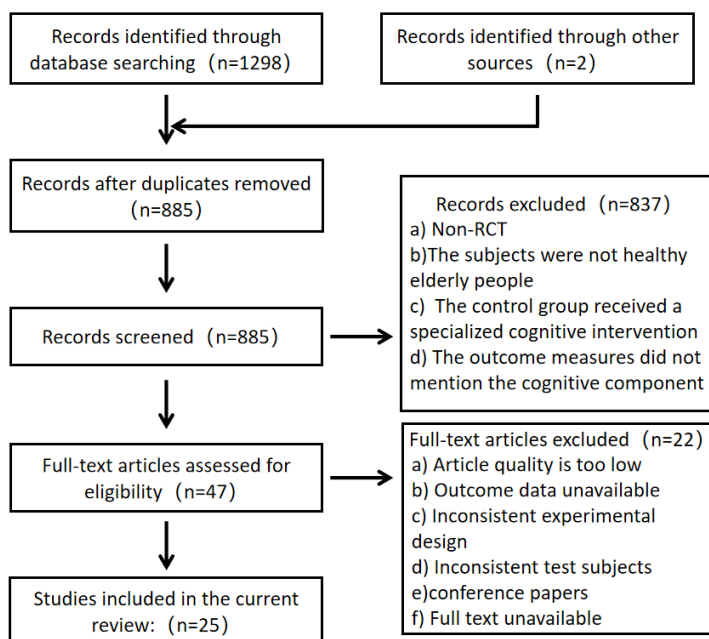 Records identified through
database searching（n=1298）
Records identified through other
sources（n=2）
Records after duplicates removed
（n=885）
Records excluded（n=837）
a) Non-RCT
b)The subjects were not healthy
elderly people
c)  The control group received a
specialized cognitive intervention
d) The outcome measures did not
mention the cognitive component
Records screened（n=885）
Full-text articles assessed for
eligibility（n=47）
Full-text articles excluded（n=22）
a) Article quality is too low
b) Outcome data unavailable
c) Inconsistent experimental
design
d) Inconsistent test subjects
e)conference papers
f) Full text unavailable
Studies included in the current
review:（n=25）